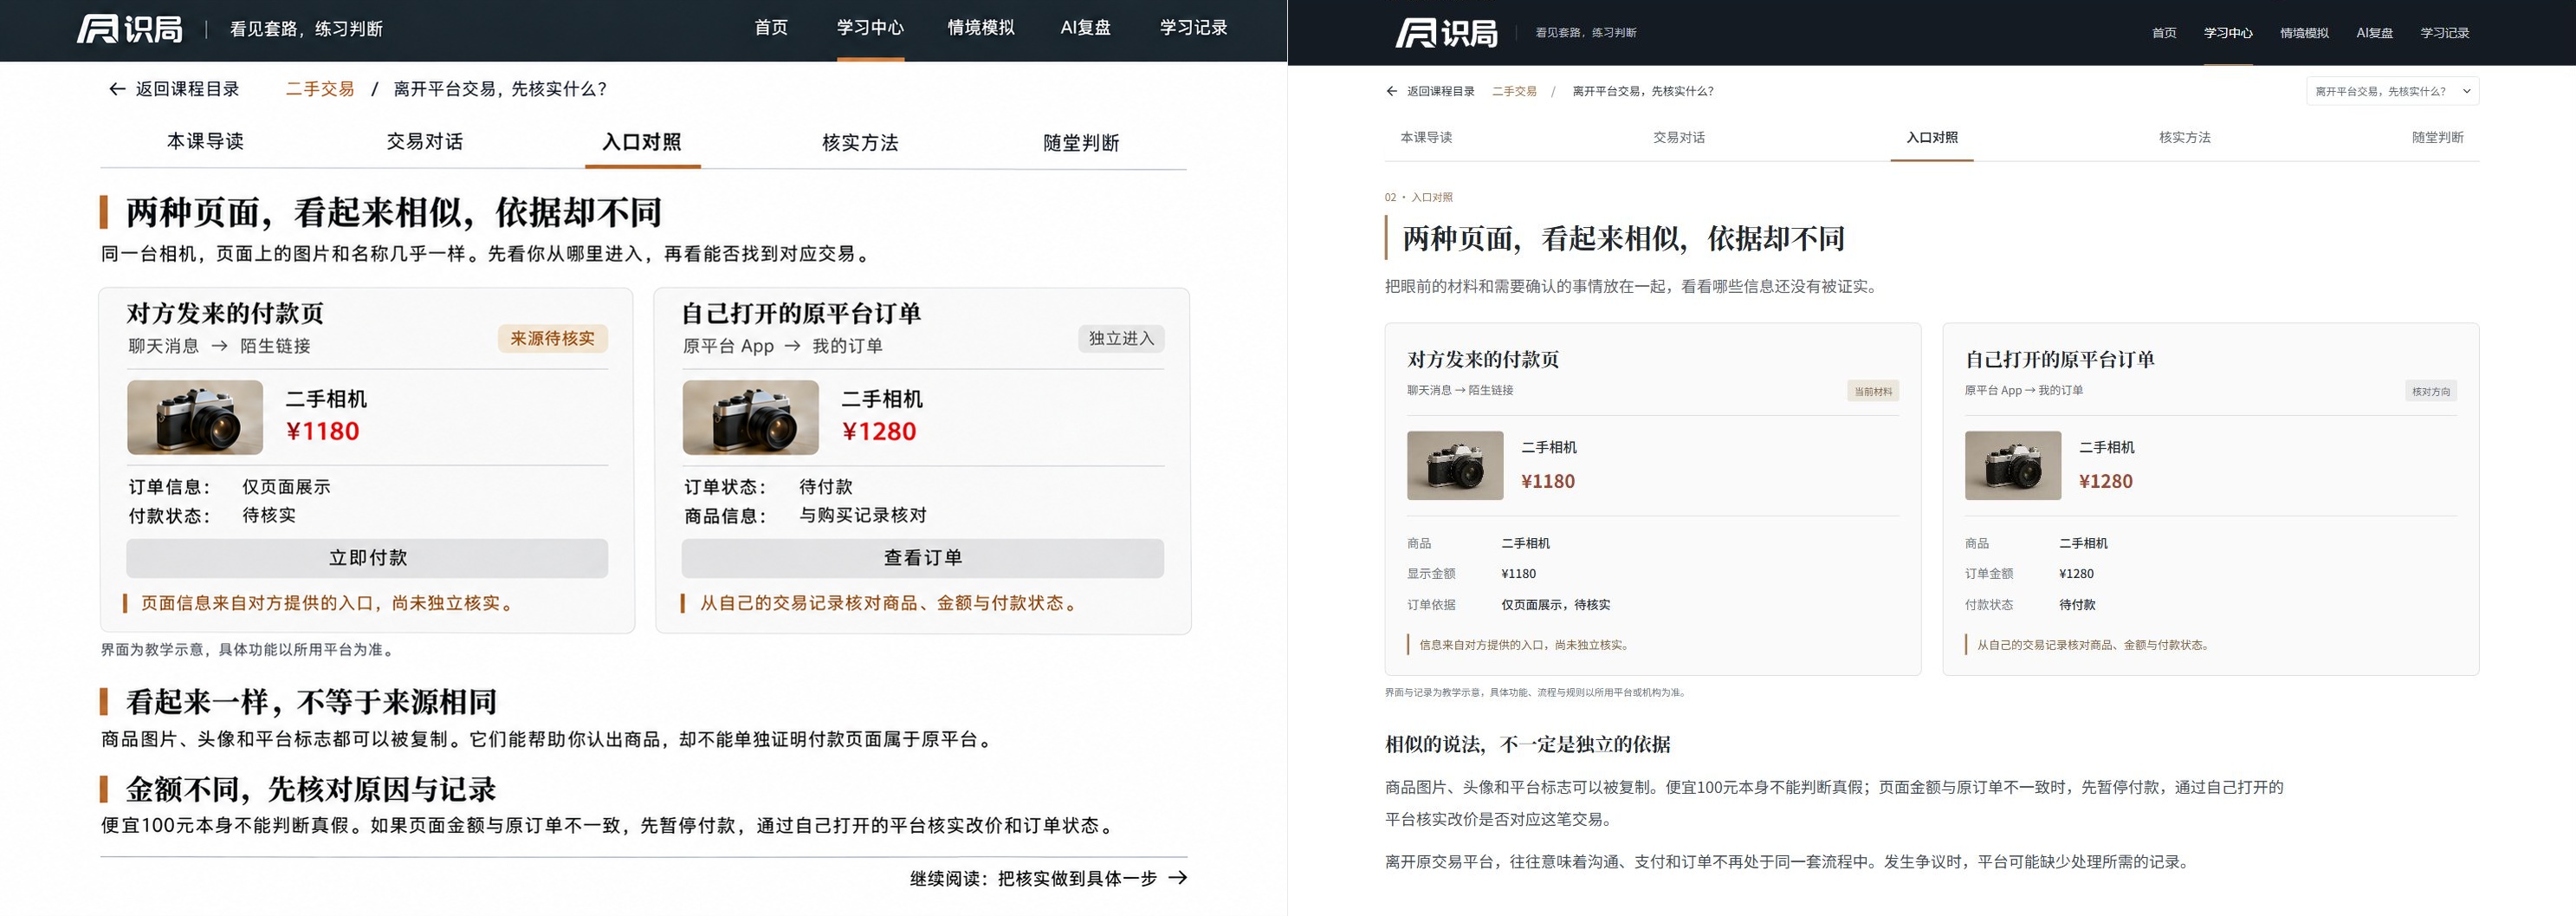 识局 | 看见套路，练习判断 首页 学习中心 情境模拟 AI复盘 学习记录
← 返回课程目录 二手交易 / 离开平台交易，先核实什么？
本课导读 交易对话 入口对照 核实方法 随堂判断
两种页面，看起来相似，依据却不同
同一台相机，页面上的图片和名称几乎一样。先看你从哪里进入，再看能否找到对应交易。
对方发来的付款页
聊天消息 → 陌生链接
来源待核实
二手相机
¥1180
订单信息： 仅页面展示
付款状态： 待核实
立即付款
页面信息来自对方提供的入口，尚未独立核实。
自己打开的原平台订单
原平台 App → 我的订单
独立进入
二手相机
¥1280
订单状态： 待付款
商品信息： 与购买记录核对
查看订单
从自己的交易记录核对商品、金额与付款状态。
界面为教学示意，具体功能以所用平台为准。
看起来一样，不等于来源相同
商品图片、头像和平台标志都可以被复制。它们能帮助你认出商品，却不能单独证明付款页面属于原平台。
金额不同，先核对原因与记录
便宜100元本身不能判断真假。如果页面金额与原订单不一致，先暂停付款，通过自己打开的平台核实改价和订单状态。
继续阅读：把核实做到具体一步 →
识局 | 看见套路，练习判断 首页 学习中心 情境模拟 AI复盘 学习记录
← 返回课程目录 二手交易 / 离开平台交易，先核实什么？ 离开平台交易，先核实什么？
本课导读 交易对话 入口对照 核实方法 随堂判断
02 · 入口对照
两种页面，看起来相似，依据却不同
把眼前的材料和需要确认的事情放在一起，看看哪些信息还没有被证实。
对方发来的付款页
聊天消息 → 陌生链接
当前材料
二手相机
¥1180
商品 二手相机
显示金额 ¥1180
订单依据 仅页面展示，待核实
信息来自对方提供的入口，尚未独立核实。
自己打开的原平台订单
原平台 App → 我的订单
核对方向
二手相机
¥1280
商品 二手相机
订单金额 ¥1280
付款状态 待付款
从自己的交易记录核对商品、金额与付款状态。
界面与记录为教学示意，具体功能、流程与规则以所用平台或机构为准。
相似的说法，不一定是独立的依据
商品图片、头像和平台标志可以被复制。便宜100元本身不能判断真假；页面金额与原订单不一致时，先暂停付款，通过自己打开的
平台核实改价是否对应这笔交易。
离开原交易平台，往往意味着沟通、支付和订单不再处于同一套流程中。发生争议时，平台可能缺少处理所需的记录。